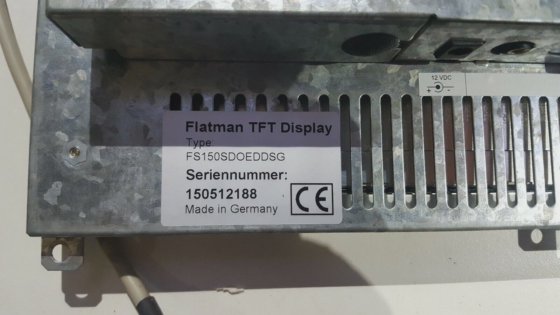 12 VDC
Flatman TFT Display
Type:
FS150SDOEDDSG
Seriennummer:
150512188
Made in Germany
CE